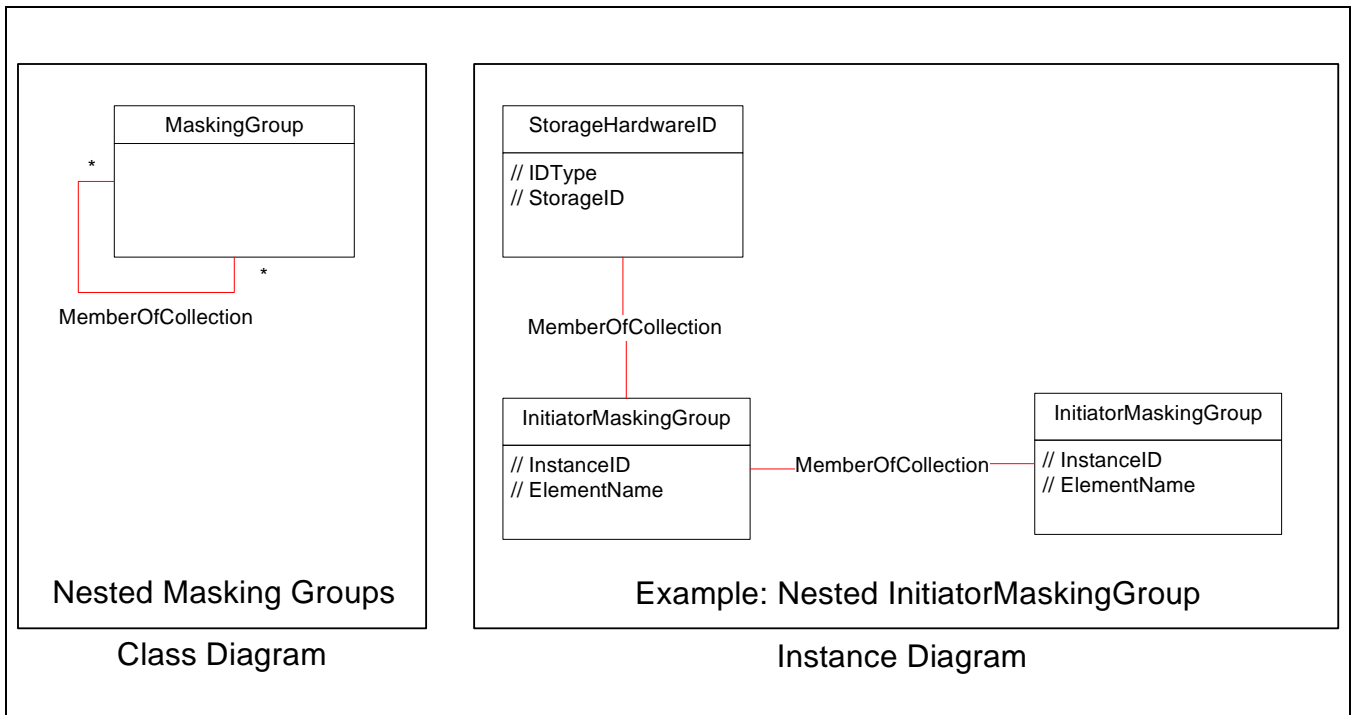 MaskingGroup
*
*
MemberOfCollection
Nested Masking Groups
Class Diagram
StorageHardwareID
// IDType
// StorageID
MemberOfCollection
InitiatorMaskingGroup
// InstanceID
// ElementName
MemberOfCollection
InitiatorMaskingGroup
// InstanceID
// ElementName
Example: Nested InitiatorMaskingGroup
Instance Diagram